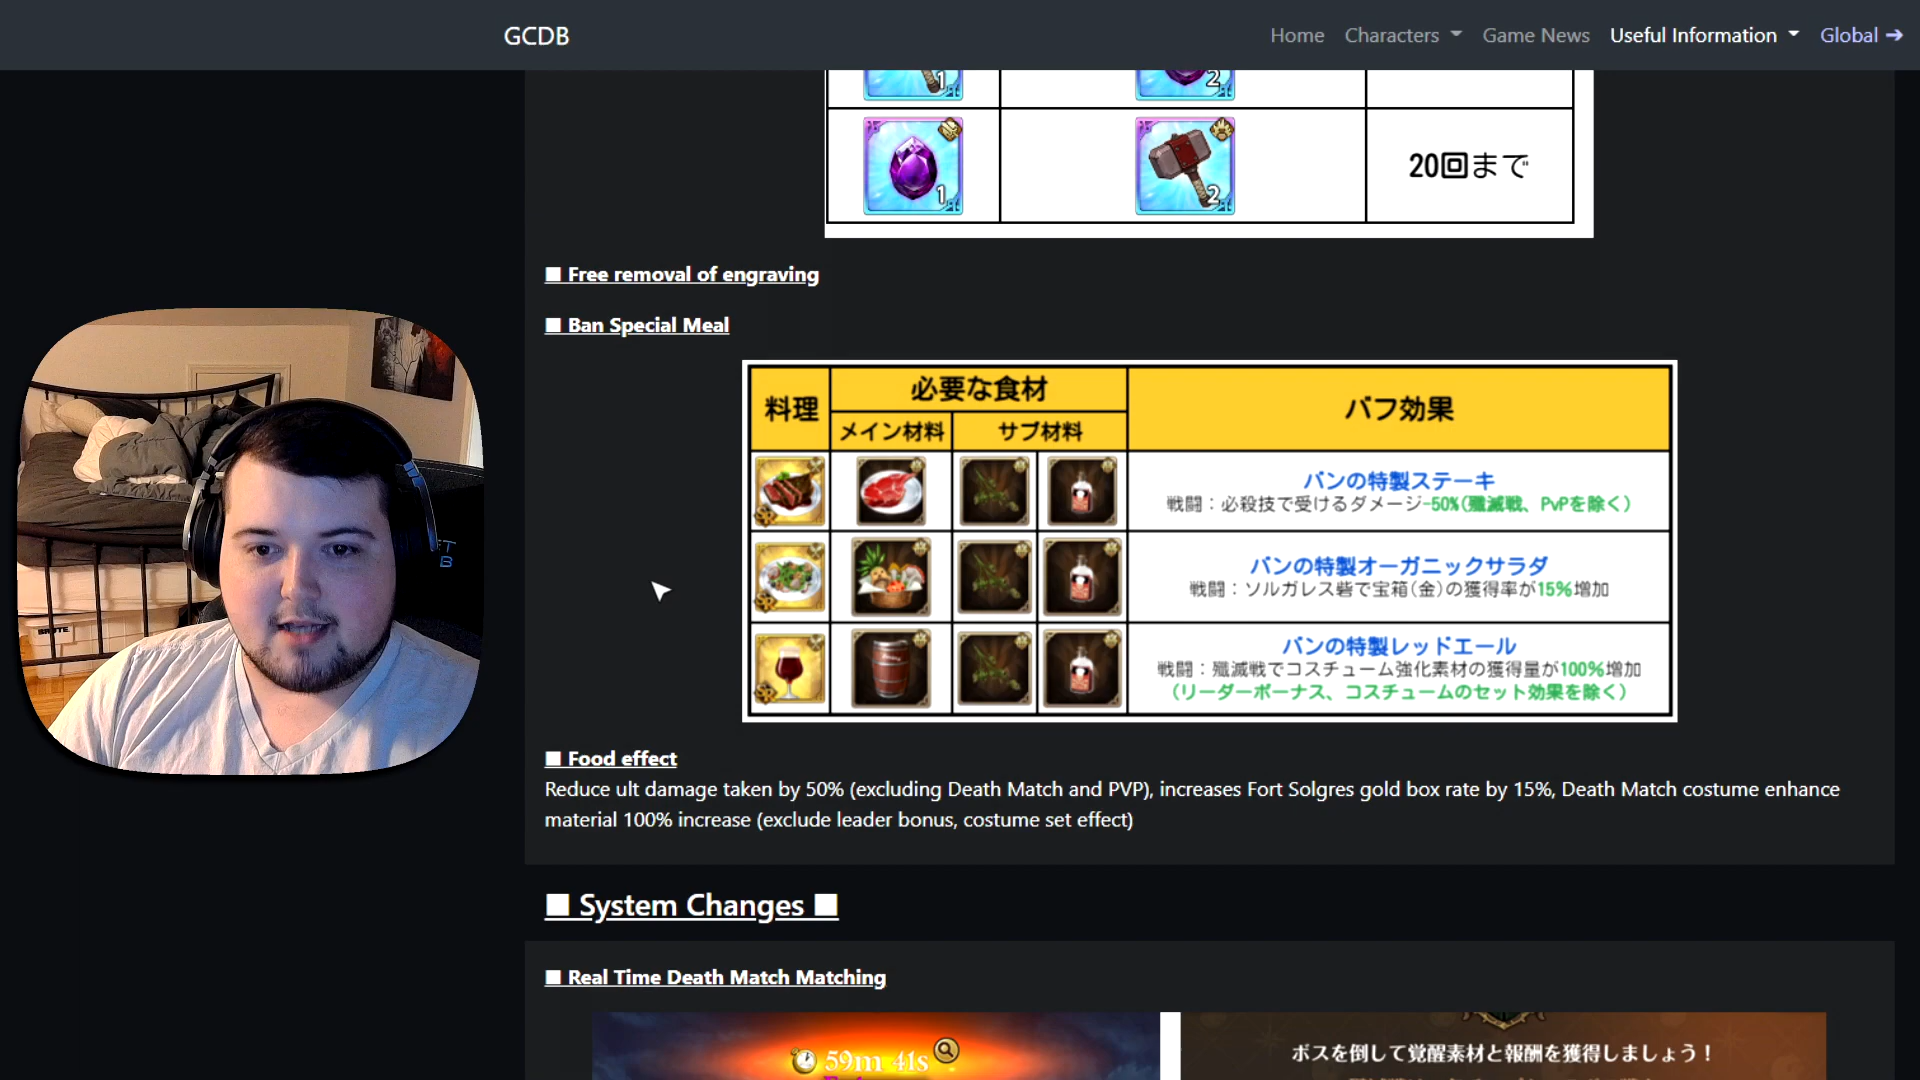 GCDB
Home
Characters
Game News
Useful Information
Global
1
2
1
2
20回まで
■ Free removal of engraving
■ Ban Special Meal
料理
必要な食材
バフ効果
メイン材料
サブ材料
バンの特製ステーキ
戦闘：必殺技で受けるダメージ-50%(殲滅戦、PvPを除く)
バンの特製オーガニックサラダ
戦闘：ソルガレス砦で宝箱(金)の獲得率が15%増加
バンの特製レッドエール
戦闘：殲滅戦でコスチューム強化素材の獲得量が100%増加
(リーダーボーナス、コスチュームのセット効果を除く)
■ Food effect
Reduce ult damage taken by 50% (excluding Death Match and PVP), increases Fort Solgres gold box rate by 15%, Death Match costume enhance
material 100% increase (exclude leader bonus, costume set effect)
■ System Changes ■
■ Real Time Death Match Matching
59m 41s
ボスを倒して覚醒素材と報酬を獲得しましょう！